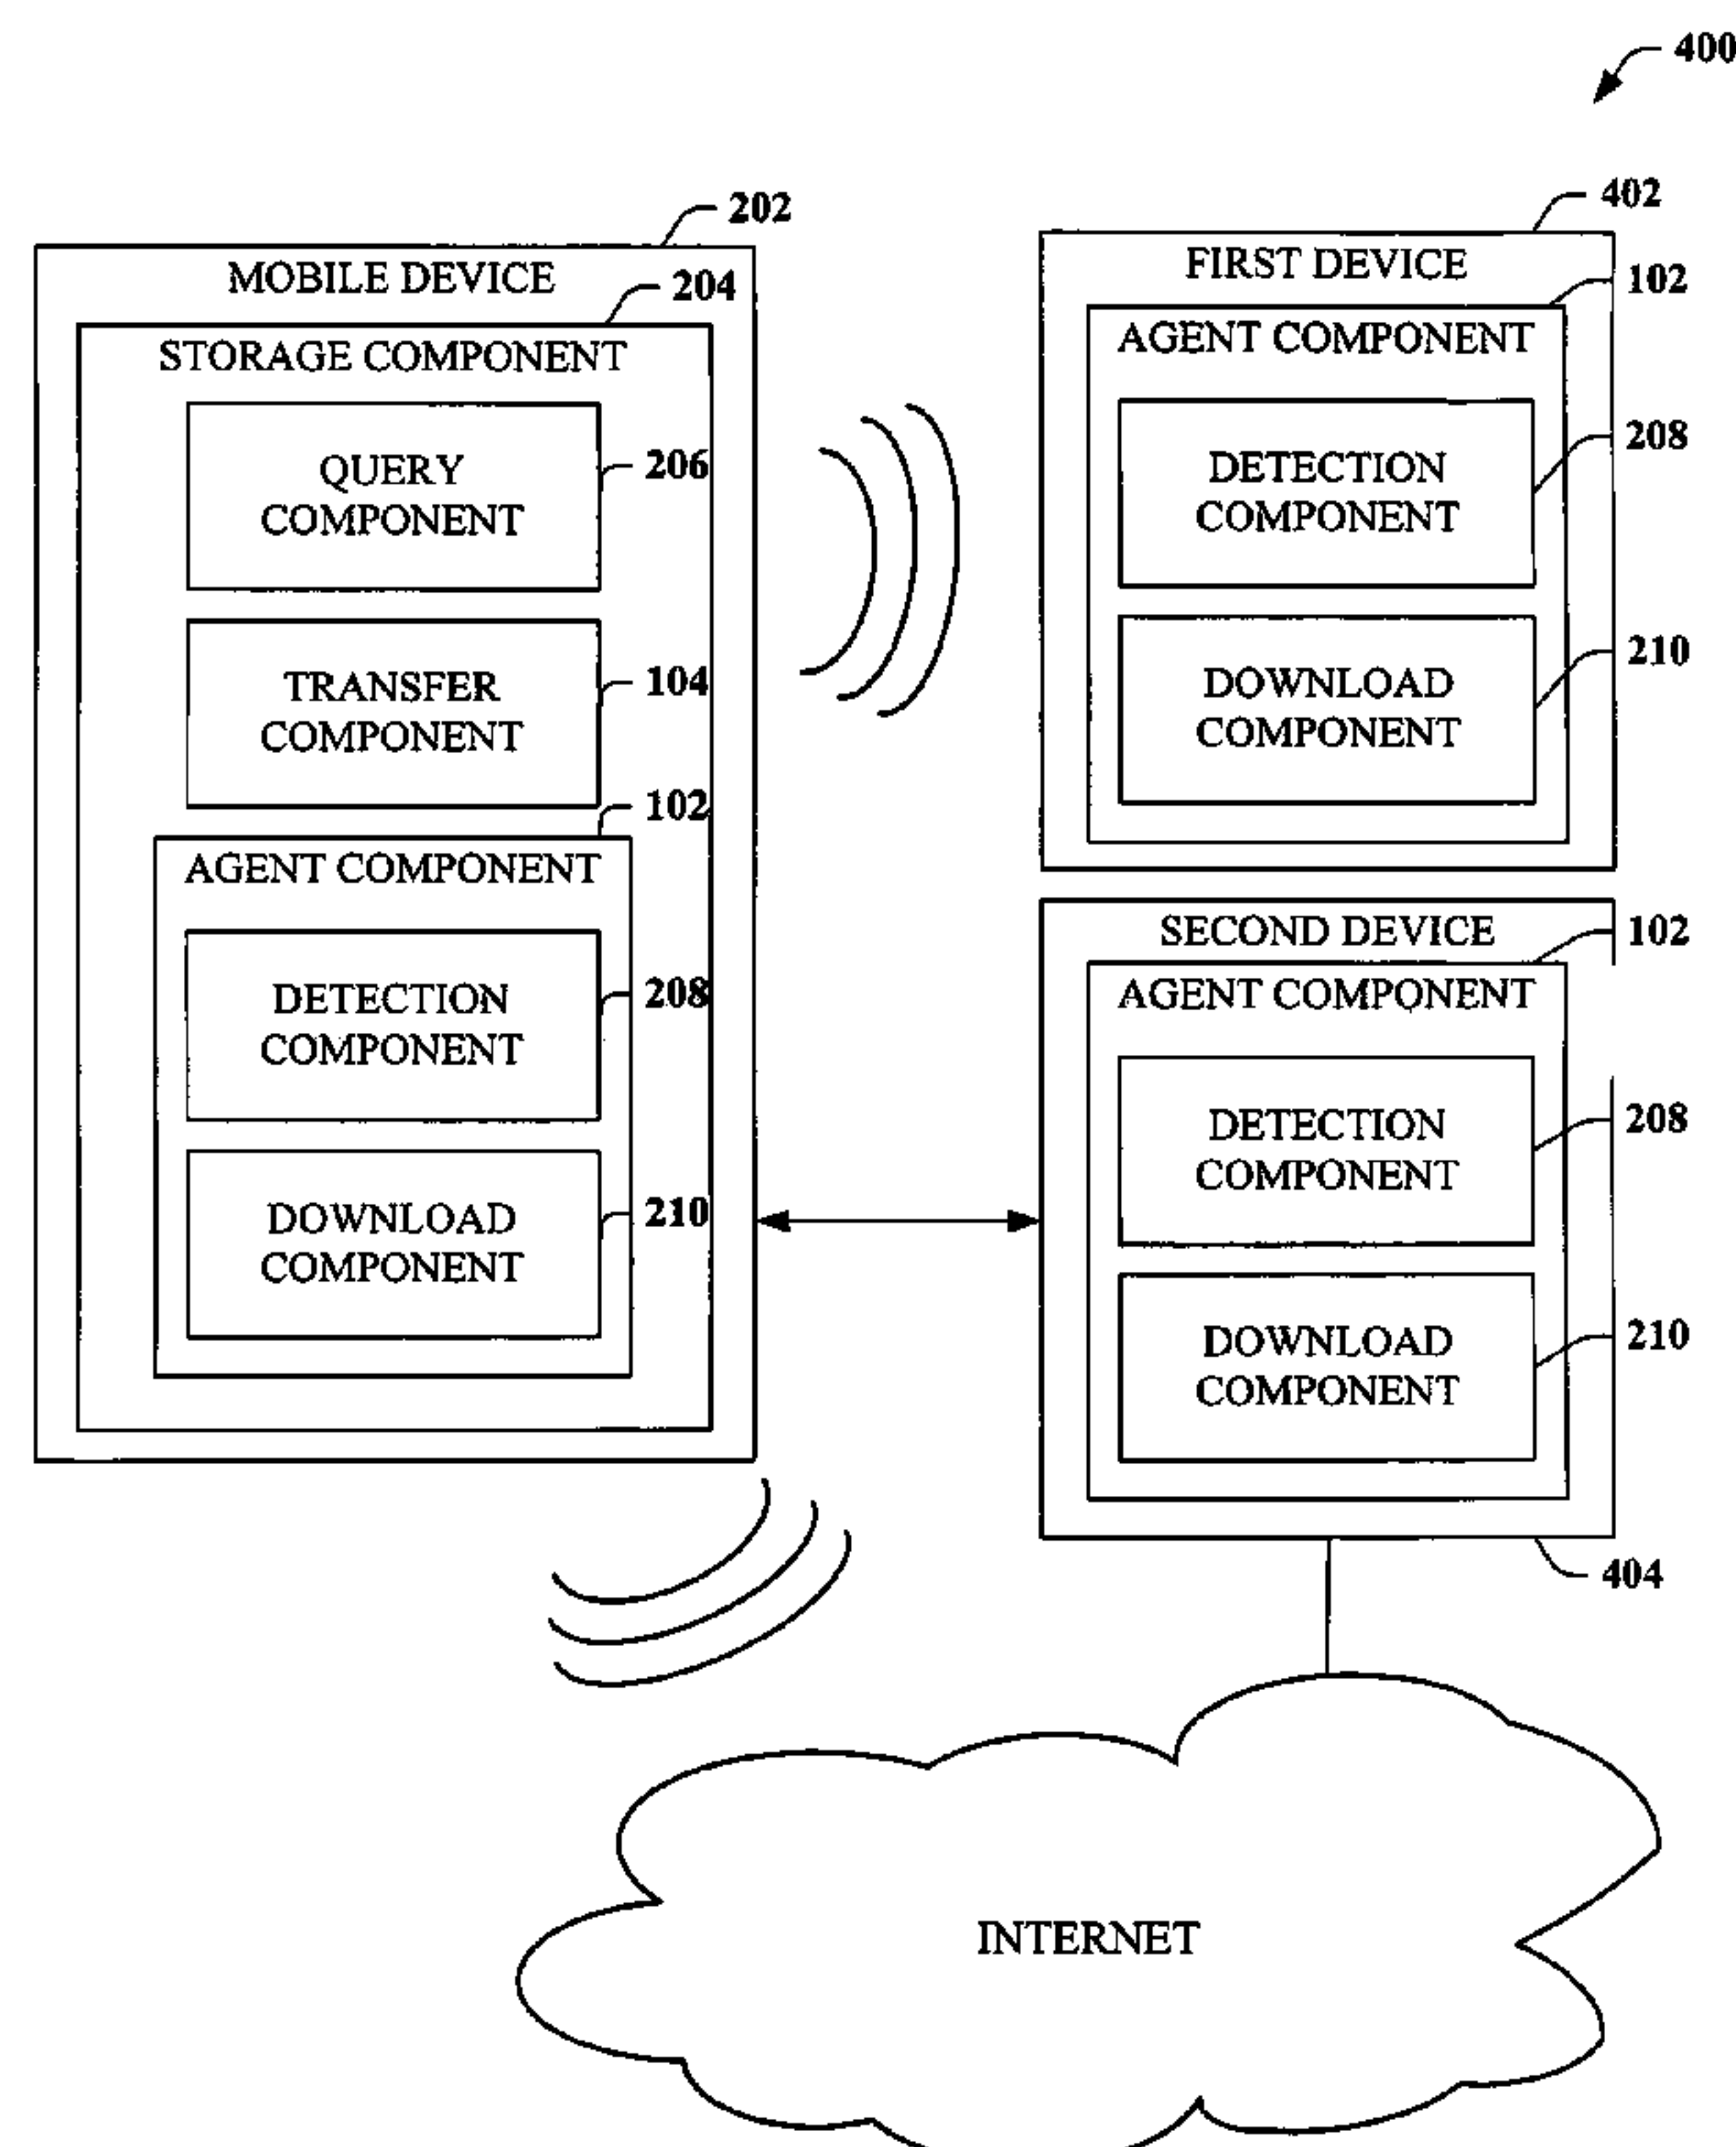 400
202
MOBILE DEVICE
204
STORAGE COMPONENT
QUERY
COMPONENT
206
TRANSFER
COMPONENT
104
102
AGENT COMPONENT
DETECTION
COMPONENT
208
DOWNLOAD
COMPONENT
210
402
FIRST DEVICE
102
AGENT COMPONENT
DETECTION
COMPONENT
208
DOWNLOAD
COMPONENT
210
SECOND DEVICE
102
AGENT COMPONENT
DETECTION
COMPONENT
208
DOWNLOAD
COMPONENT
210
404
INTERNET